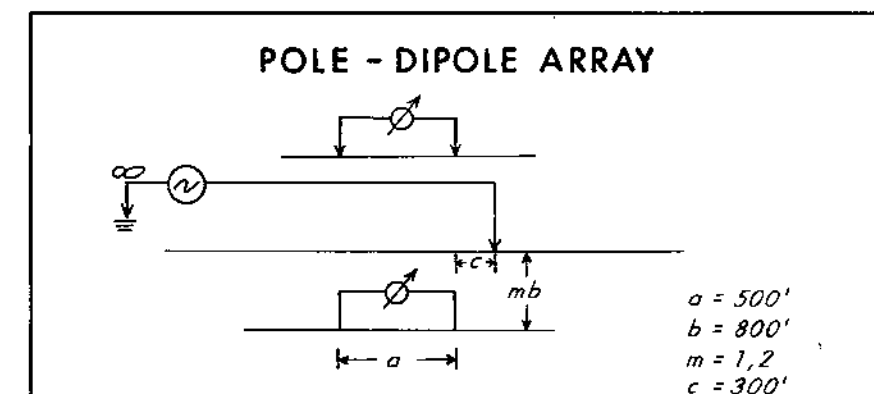 POLE - DIPOLE ARRAY
∞
c
mb
a
a = 500'
b = 800'
m = 1,2
c = 300'